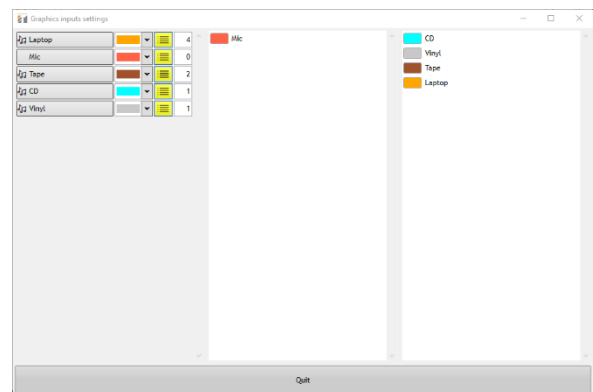 Graphics inputs settings
Laptop 4
Mic 0
Tape 2
CD 1
Vinyl 1
Mic
CD
Vinyl
Tape
Laptop
Quit